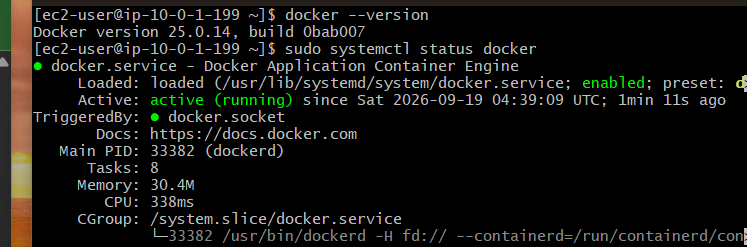 [ec2-user@ip-10-0-1-199 ~]$ docker --version
Docker version 25.0.14, build 0bab007
[ec2-user@ip-10-0-1-199 ~]$ sudo systemctl status docker
● docker.service - Docker Application Container Engine
Loaded: loaded (/usr/lib/systemd/system/docker.service; enabled; preset: d
Active: active (running) since Sat 2026-09-19 04:39:09 UTC; 1min 11s ago
TriggeredBy: ● docker.socket
Docs: https://docs.docker.com
Main PID: 33382 (dockerd)
Tasks: 8
Memory: 30.4M
CPU: 338ms
CGroup: /system.slice/docker.service
└─33382 /usr/bin/dockerd -H fd:// --containerd=/run/containerd/con